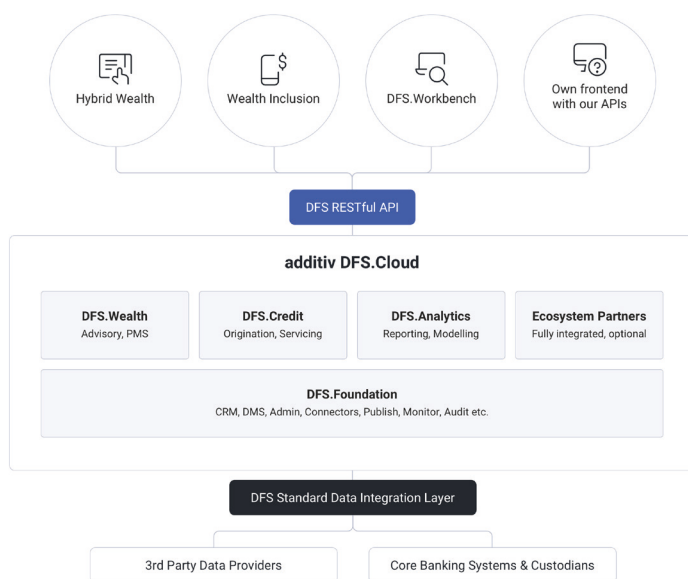 Hybrid Wealth
Wealth Inclusion
DFS.Workbench
Own frontend
with our APIs
DFS RESTful API
additiv DFS.Cloud
DFS.Wealth
Advisory, PMS
DFS.Credit
Origination, Servicing
DFS.Analytics
Reporting, Modelling
Ecosystem Partners
Fully integrated, optional
DFS.Foundation
CRM, DMS, Admin, Connectors, Publish, Monitor, Audit etc.
DFS Standard Data Integration Layer
3rd Party Data Providers
Core Banking Systems & Custodians